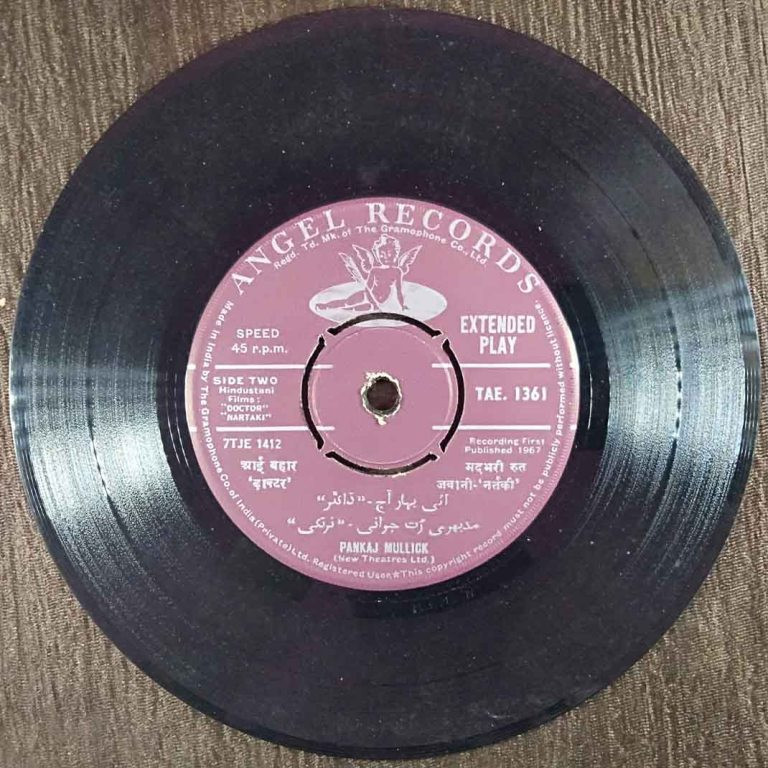 ANGEL RECORDS
Regd. Td. Mk. of The Gramophone Co., Ltd.
SPEED
45 r.p.m.
EXTENDED
PLAY
SIDE TWO
Hindustani
Films:
"DOCTOR"
"NARTAKI"
TAE. 1361
7TJE 1412
Recording First
Published 1967
आई बहार
'डाक्टर'
मदभरी रुत
जवानी-'नर्तकी'
آئی بہار آج - "ڈاکٹر"
مدبھری رُت جوانی - "نرتکی"
PANKAJ MULLICK
(New Theatres Ltd.)
Made in India by The Gramophone Co. of India (Private) Ltd. Registered User ★ This copyright record must not be publicly performed without licence.